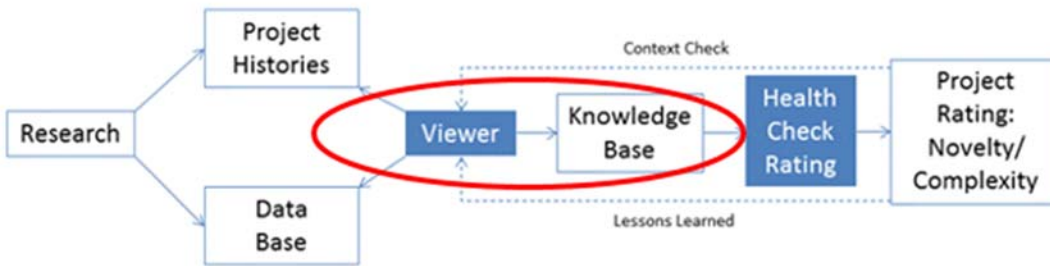 Research
Project
Histories
Data
Base
Viewer
Knowledge
Base
Context Check
Lessons Learned
Health
Check
Rating
Project
Rating:
Novelty/
Complexity